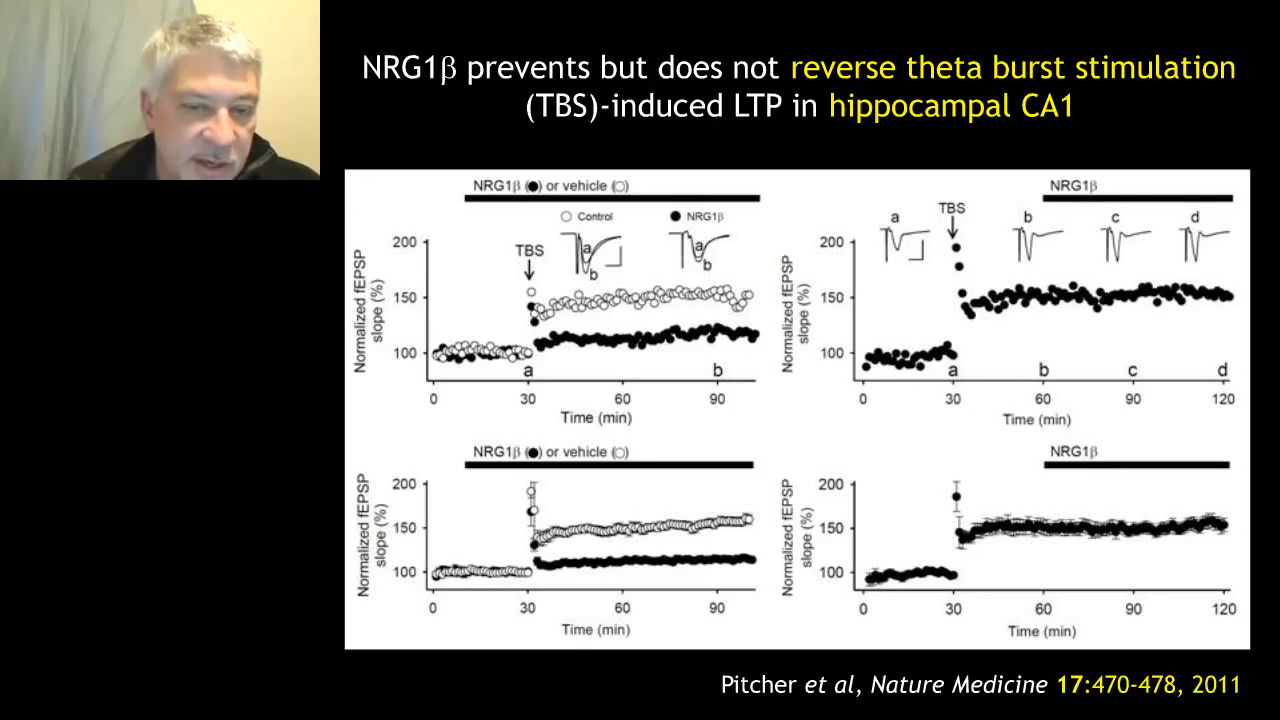 NRG1β prevents but does not reverse theta burst stimulation
(TBS)-induced LTP in hippocampal CA1
NRG1β (●) or vehicle (○)
○ Control ● NRG1β
TBS
a
b
a
b
Normalized fEPSP
slope (%)
200
150
100
a
b
0 30 60 90
Time (min)
NRG1β
TBS
a
b
c
d
Normalized fEPSP
slope (%)
200
150
100
a
b
c
d
0 30 60 90 120
Time (min)
NRG1β (●) or vehicle (○)
Normalized fEPSP
slope (%)
200
150
100
0 30 60 90
Time (min)
NRG1β
Normalized fEPSP
slope (%)
200
150
100
0 30 60 90 120
Time (min)
Pitcher et al, Nature Medicine 17:470-478, 2011